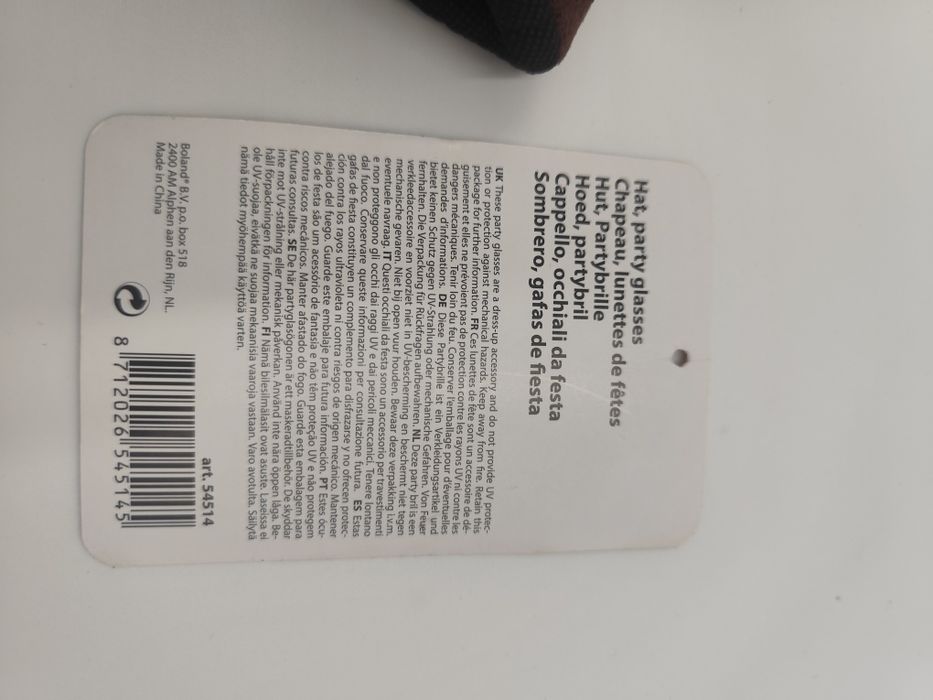 Hat, party glasses
Chapeau, lunettes de fêtes
Hut, Partybrille
Hoed, partybril
Cappello, occhiali da festa
Sombrero, gafas de fiesta
UK These party glasses are a dress-up accessory and do not provide UV protec-
tion or protection against mechanical hazards. Keep away from fire. Retain this
package for further information. FR Ces lunettes de fête sont un accessoire de dé-
guisement et elles ne prévoient pas de protection contre les rayons UV ni contre les
dangers mécaniques. Tenir loin du feu. Conserver l'emballage pour d'éventuelles
demandes d'informations. DE Diese Partybrille ist ein Verkleidungsartikel und
bietet keinen Schutz gegen UV-Strahlung oder mechanische Gefahren. Von Feuer
fernhalten. Die Verpackung für Rückfragen aufbewahren. NL Deze party bril is een
verkleedaccessoire en voorziet niet in UV-bescherming en beschermt niet tegen
mechanische gevaren. Niet bij open vuur houden. Bewaar deze verpakking i.v.m.
eventuele navraag. IT Questi occhiali da festa sono un accessorio per travestimenti
e non proteggono gli occhi dai raggi UV e dai pericoli meccanici. Tenere lontano
dal fuoco. Conservare queste informazioni per consultazione futura. ES Estas
gafas de fiesta constituyen un complemento para disfrazarse y no ofrecen protec-
ción contra los rayos ultravioleta ni contra riesgos de origen mecánico. Mantener
alejado del fuego. Guarde este embalaje para futura información. PT Estes ócu-
los de festa são um acessório de fantasia e não têm proteção UV e não protegem
contra riscos mecânicos. Manter afastado do fogo. Guarde esta embalagem para
futuras consultas. SE De här partyglasögonen är ett maskeradtillbehör. De skyddar
inte mot UV-strålning eller mekanisk påverkan. Använd inte nära öppen låga. Be-
håll förpackningen för information. FI Nämä bilesilmälasit ovat asuste. Laseissa ei
ole UV-suojaa, eivätkä ne suojaa mekaanisia vaaroja vastaan. Varo avotulta. Säilytä
nämä tiedot myöhempää käyttöä varten.
art. 54514
Boland® B.V. p.o. box 518
2400 AM Alphen aan den Rijn, NL.
Made in China
8 712026 545145